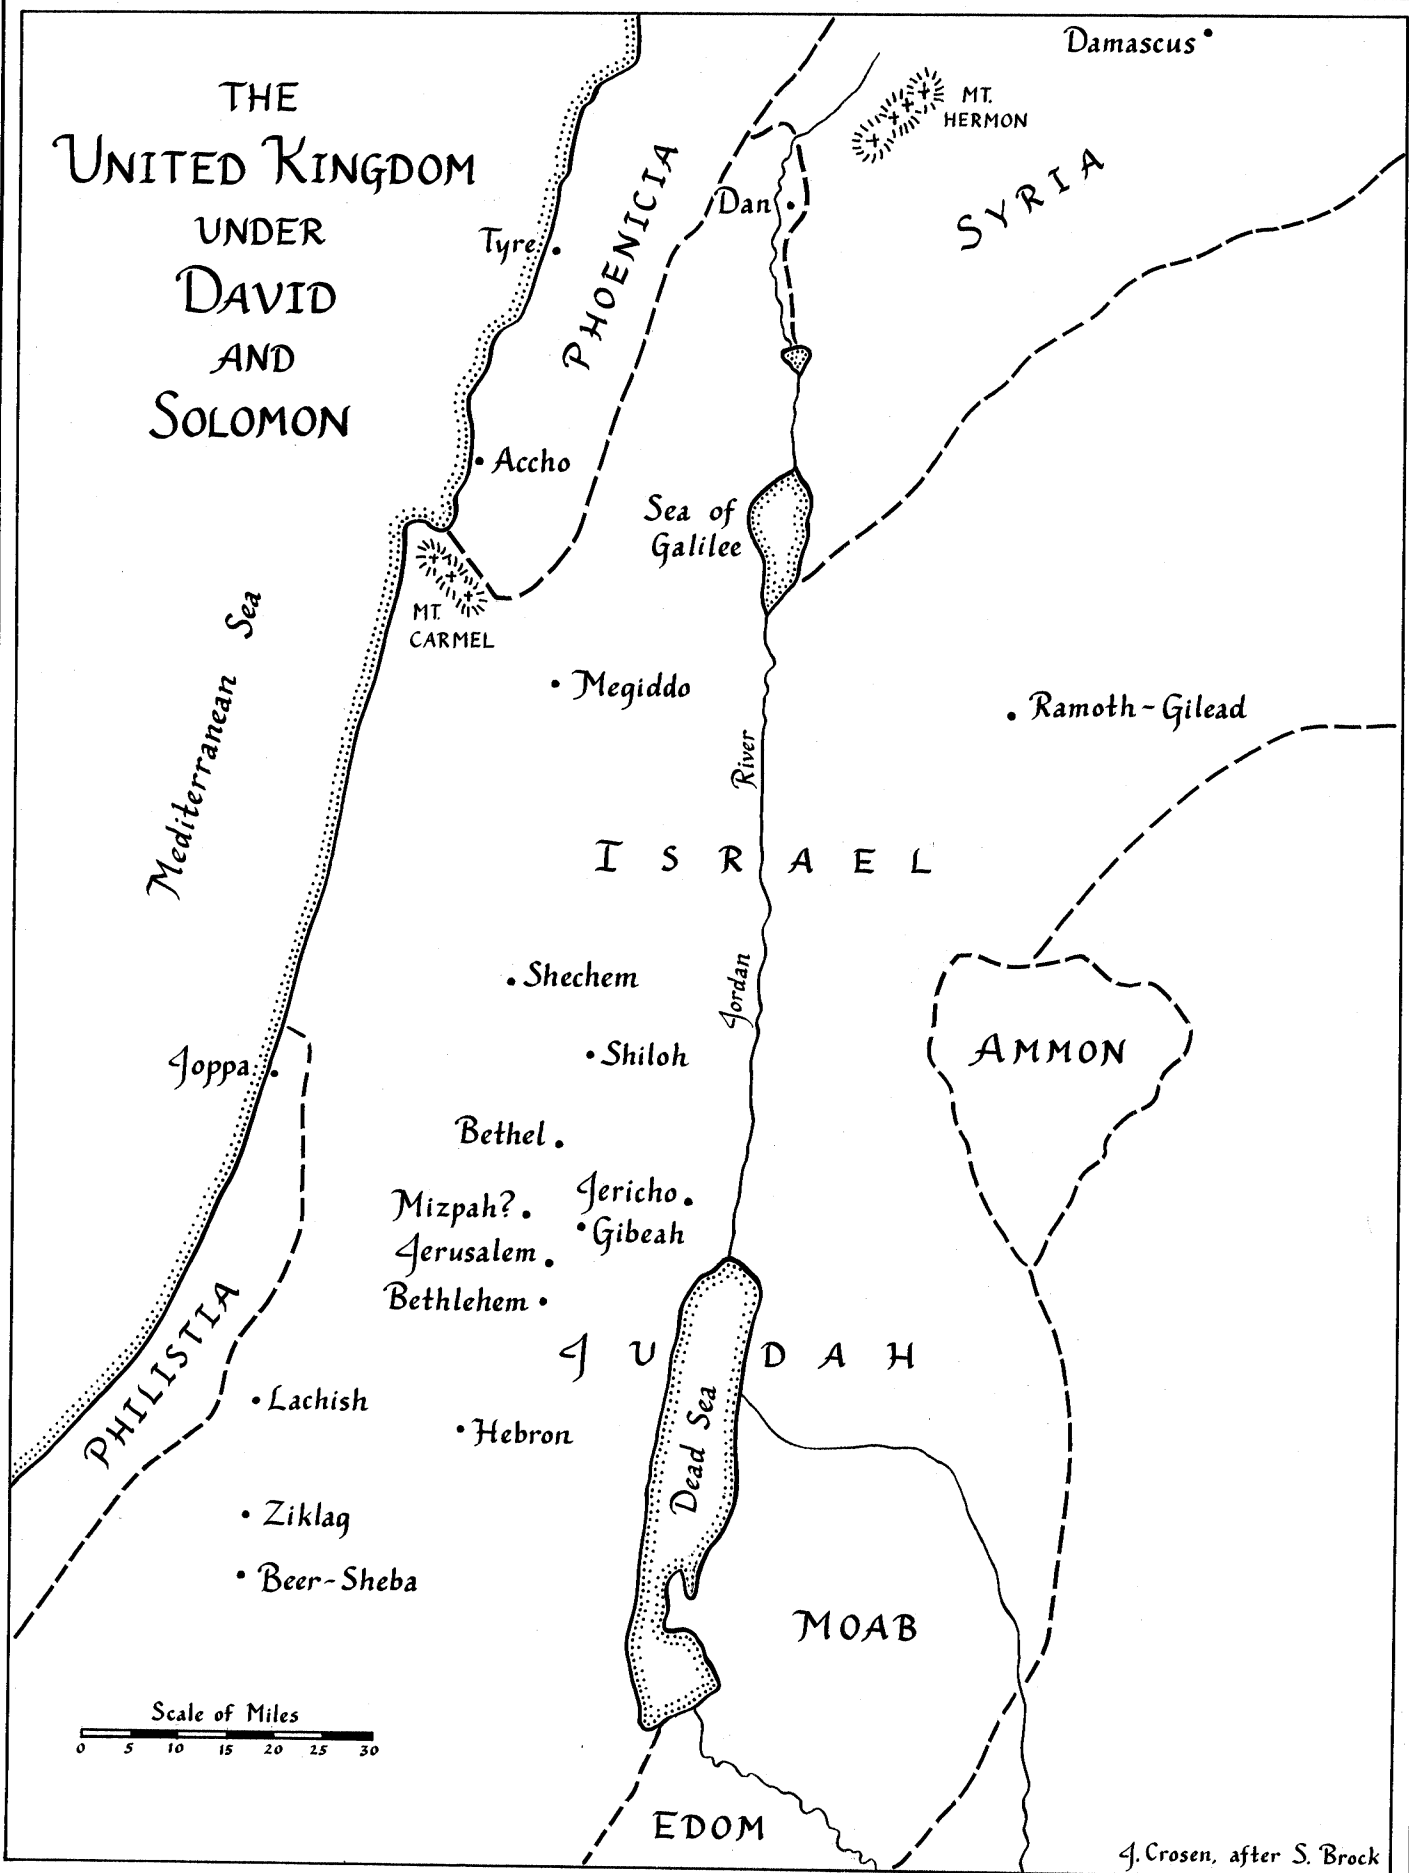 THE
UNITED KINGDOM
UNDER
DAVID
AND
SOLOMON
Damascus
MT.
HERMON
SYRIA
PHOENICIA
Dan
Tyre
Accho
Sea of
Galilee
MT.
CARMEL
Mediterranean Sea
Megiddo
Ramoth-Gilead
River
ISRAEL
Jordan
Shechem
Shiloh
AMMON
Joppa
Bethel
Jericho
Mizpah?
Gibeah
Jerusalem
Bethlehem
PHILISTIA
JUDAH
Lachish
Hebron
Dead Sea
Ziklag
Beer-Sheba
MOAB
Scale of Miles
0 5 10 15 20 25 30
EDOM
J. Crosen, after S. Brock